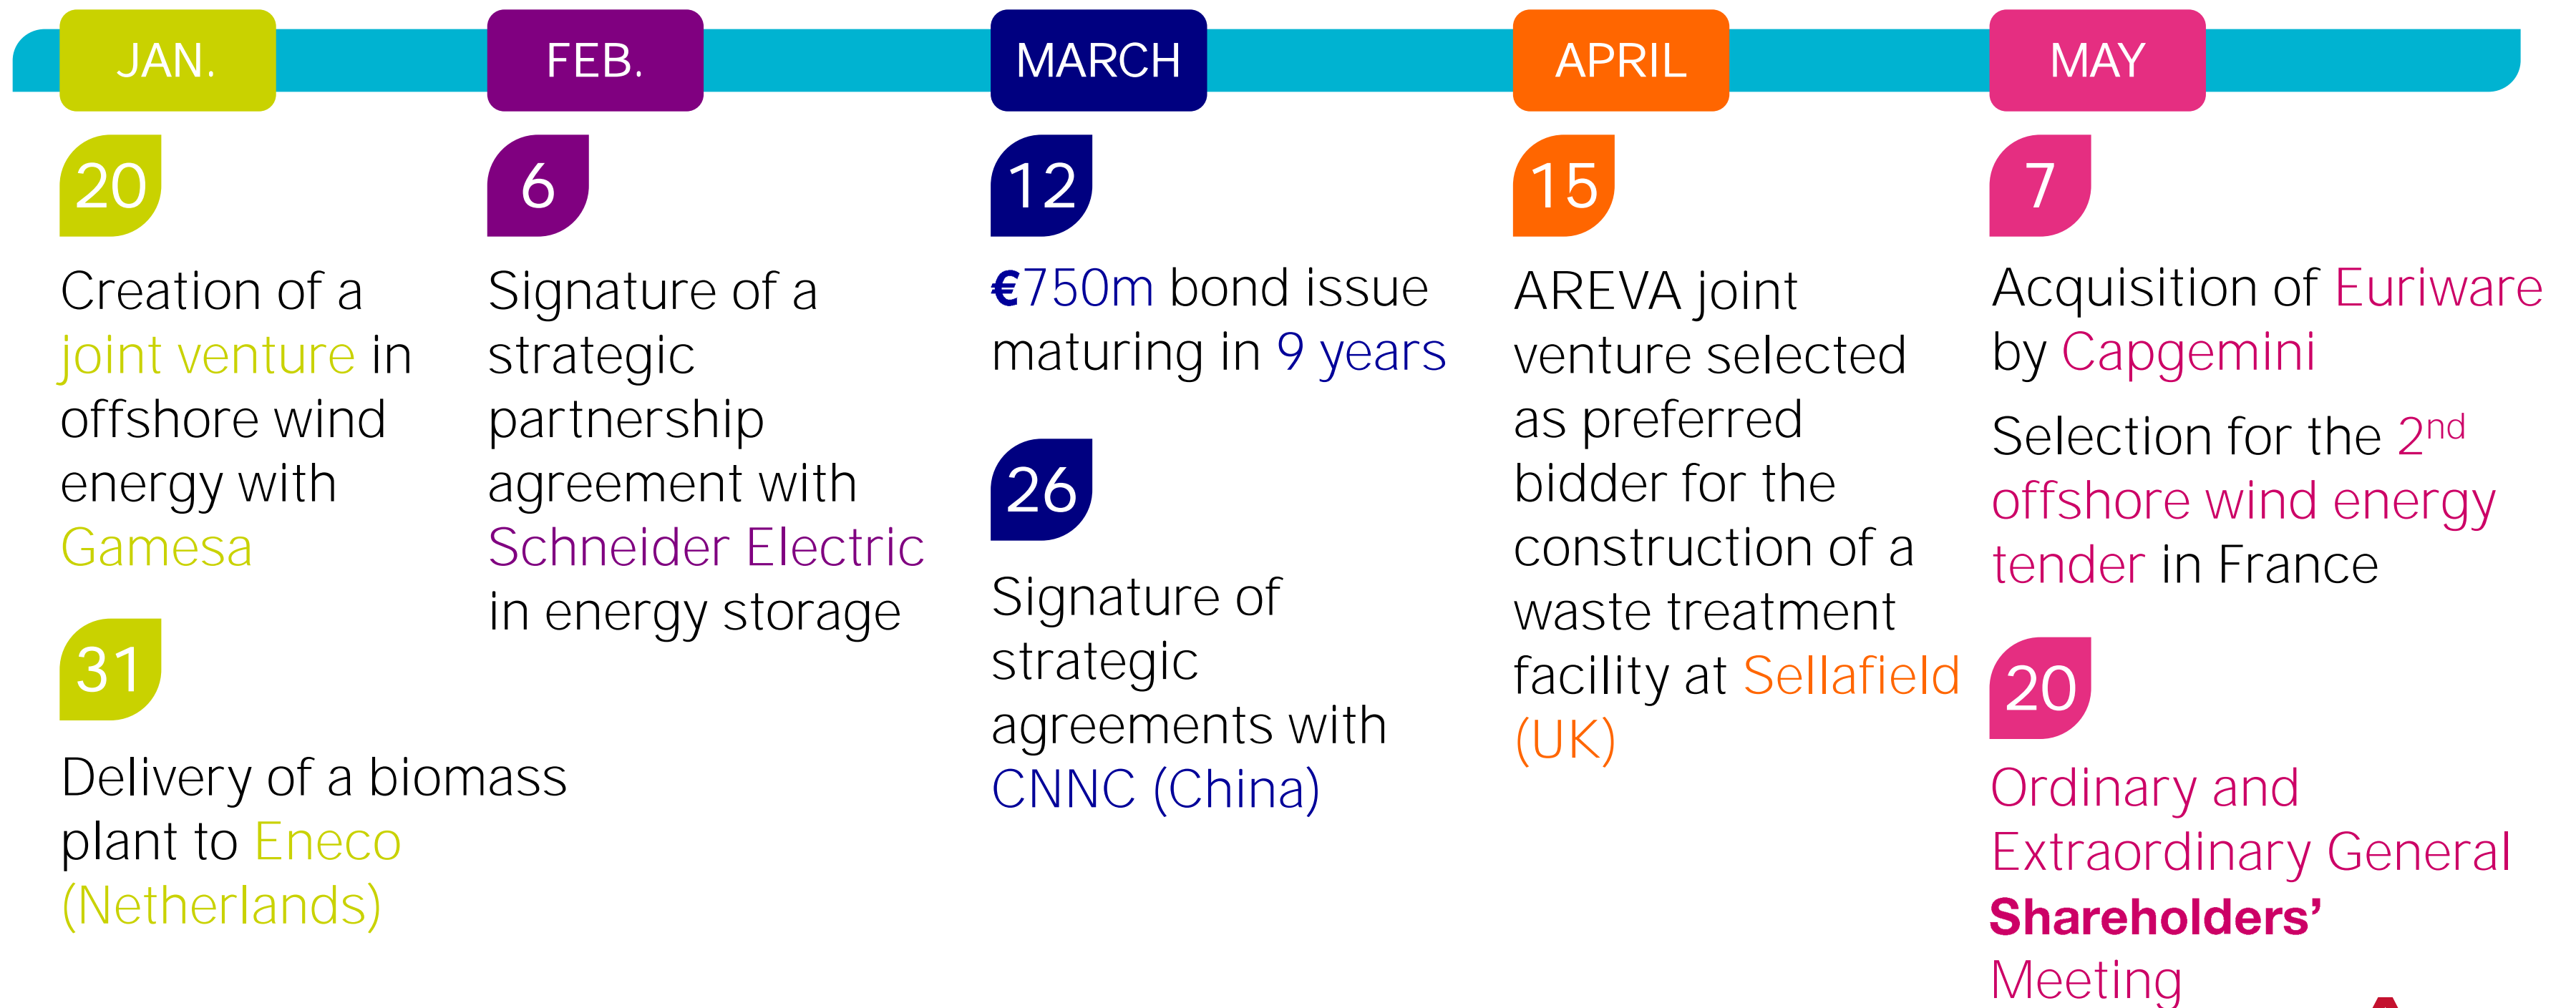 JAN.
FEB.
MARCH
APRIL
MAY
20
Creation of a
joint venture in
offshore wind
energy with
Gamesa
31
Delivery of a biomass
plant to Eneco
(Netherlands)
6
Signature of a
strategic
partnership
agreement with
Schneider Electric
in energy storage
12
€750m bond issue
maturing in 9 years
26
Signature of
strategic
agreements with
CNNC (China)
15
AREVA joint
venture selected
as preferred
bidder for the
construction of a
waste treatment
facility at Sellafield
(UK)
7
Acquisition of Euriware
by Capgemini
Selection for the 2nd
offshore wind energy
tender in France
20
Ordinary and
Extraordinary General
Shareholders’
Meeting